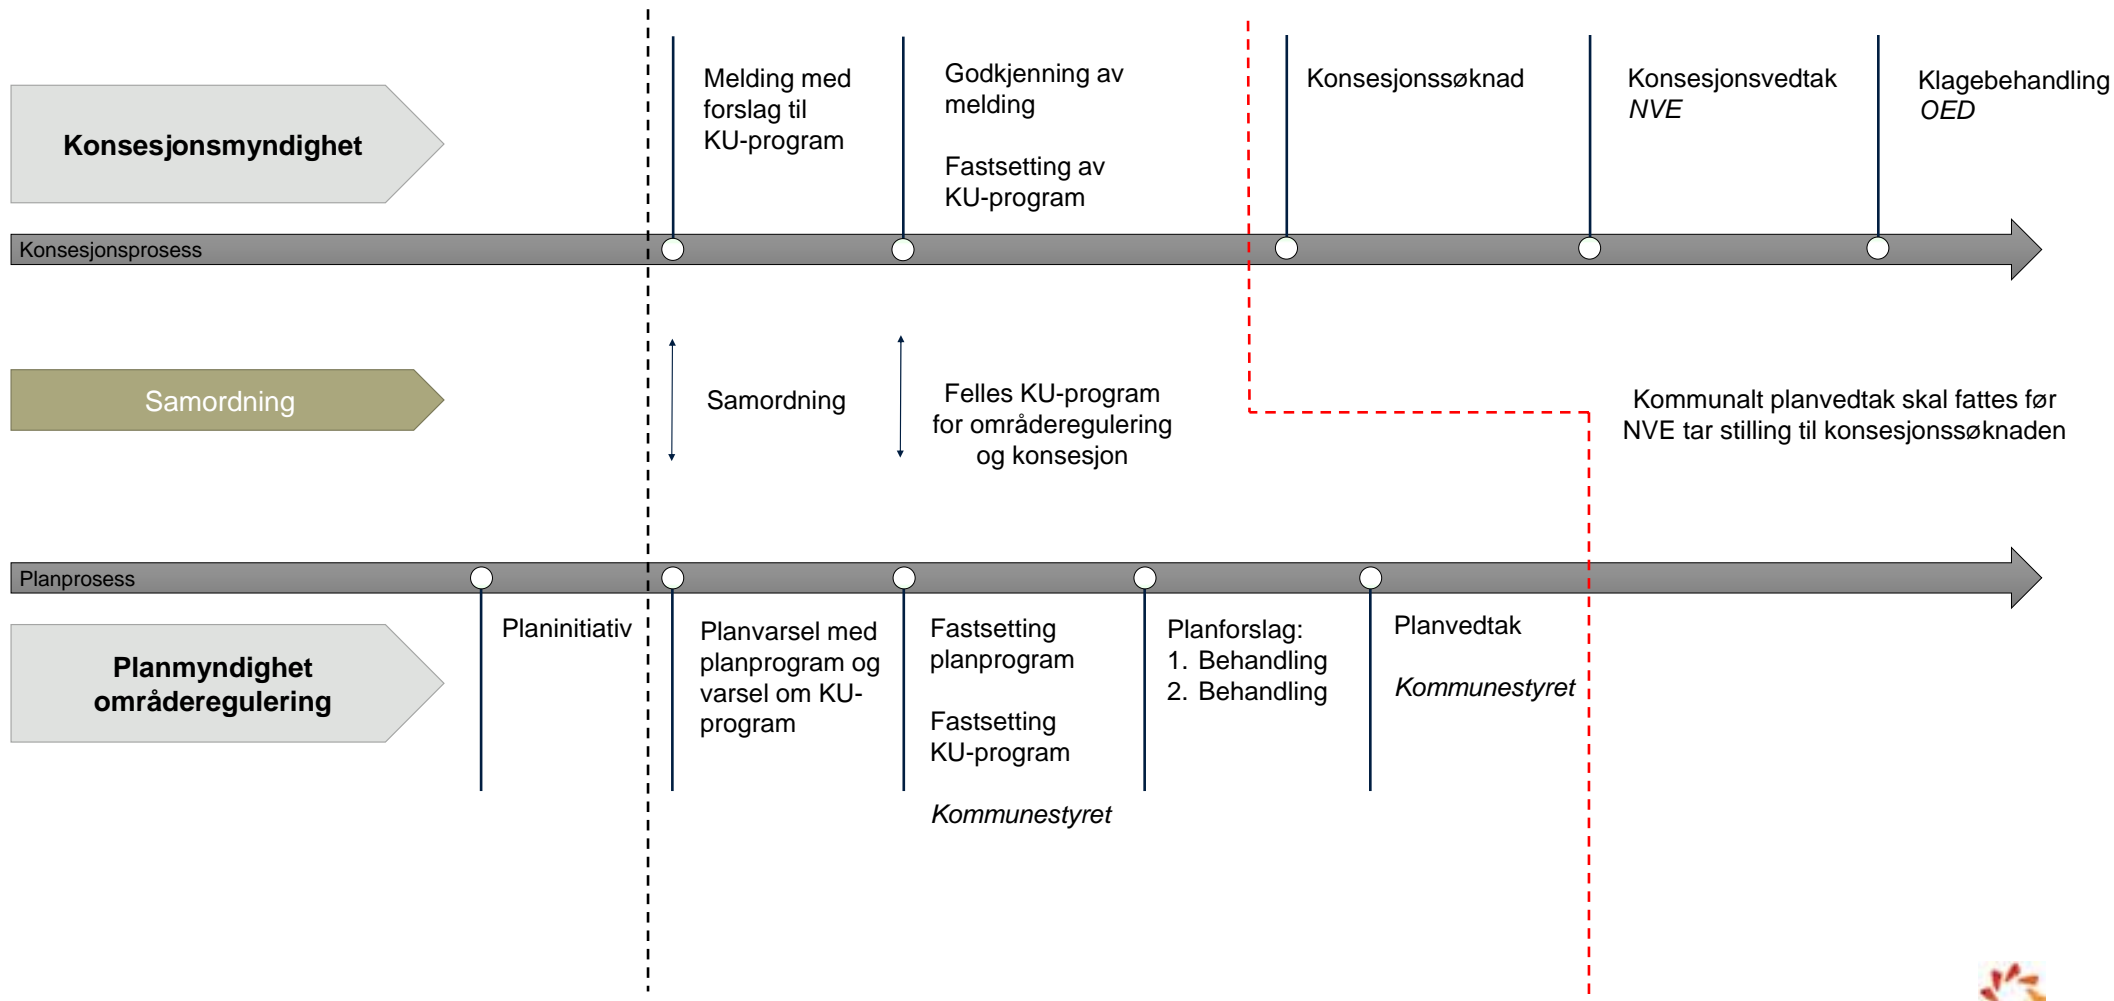 Konsesjonsmyndighet
Melding med
forslag til
KU-program
Godkjenning av
melding
Fastsetting av
KU-program
Konsesjonssøknad
Konsesjonsvedtak
NVE
Klagebehandling
OED
Konsesjonsprosess
Samordning
Samordning
Felles KU-program
for områderegulering
og konsesjon
Kommunalt planvedtak skal fattes før
NVE tar stilling til konsesjonssøknaden
Planprosess
Planmyndighet
områderegulering
Planinitiativ
Planvarsel med
planprogram og
varsel om KU-
program
Fastsetting
planprogram
Fastsetting
KU-program
Kommunestyret
Planforslag:
1. Behandling
2. Behandling
Planvedtak
Kommunestyret